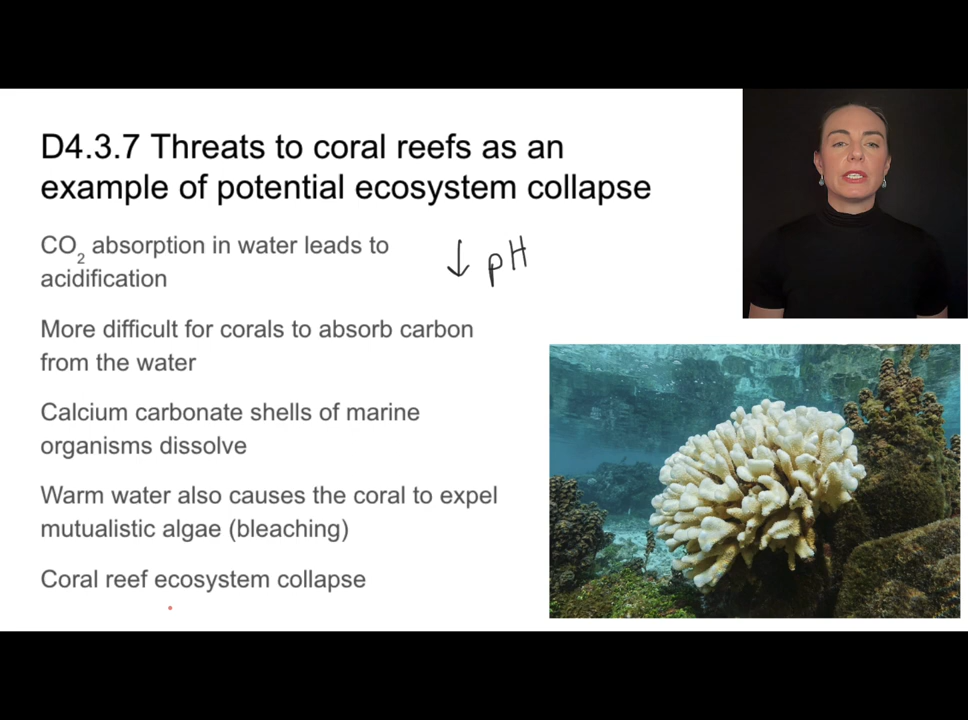 D4.3.7 Threats to coral reefs as an
example of potential ecosystem collapse
CO₂ absorption in water leads to
acidification
↓ pH
More difficult for corals to absorb carbon
from the water
Calcium carbonate shells of marine
organisms dissolve
Warm water also causes the coral to expel
mutualistic algae (bleaching)
Coral reef ecosystem collapse